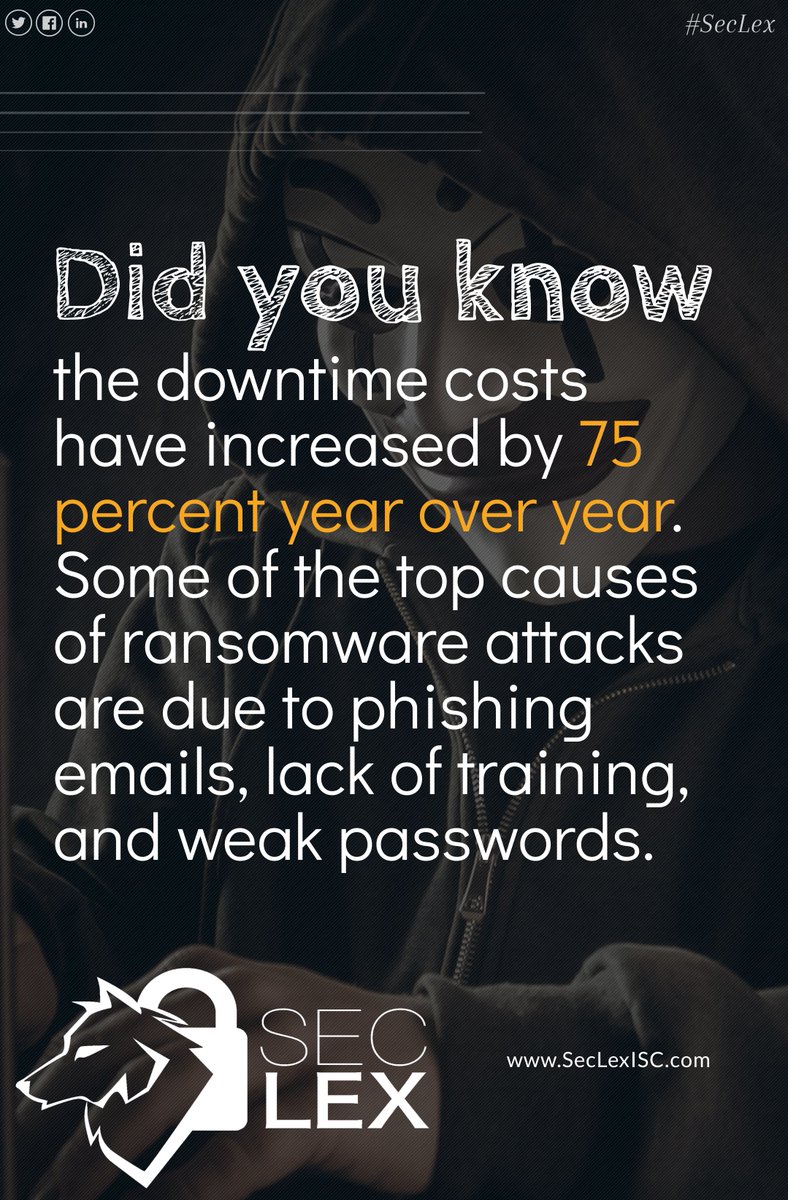 #SecLex
Did you know
the downtime costs
have increased by 75
percent year over year.
Some of the top causes
of ransomware attacks
are due to phishing
emails, lack of training,
and weak passwords.
SEC
LEX
www.SecLexISC.com